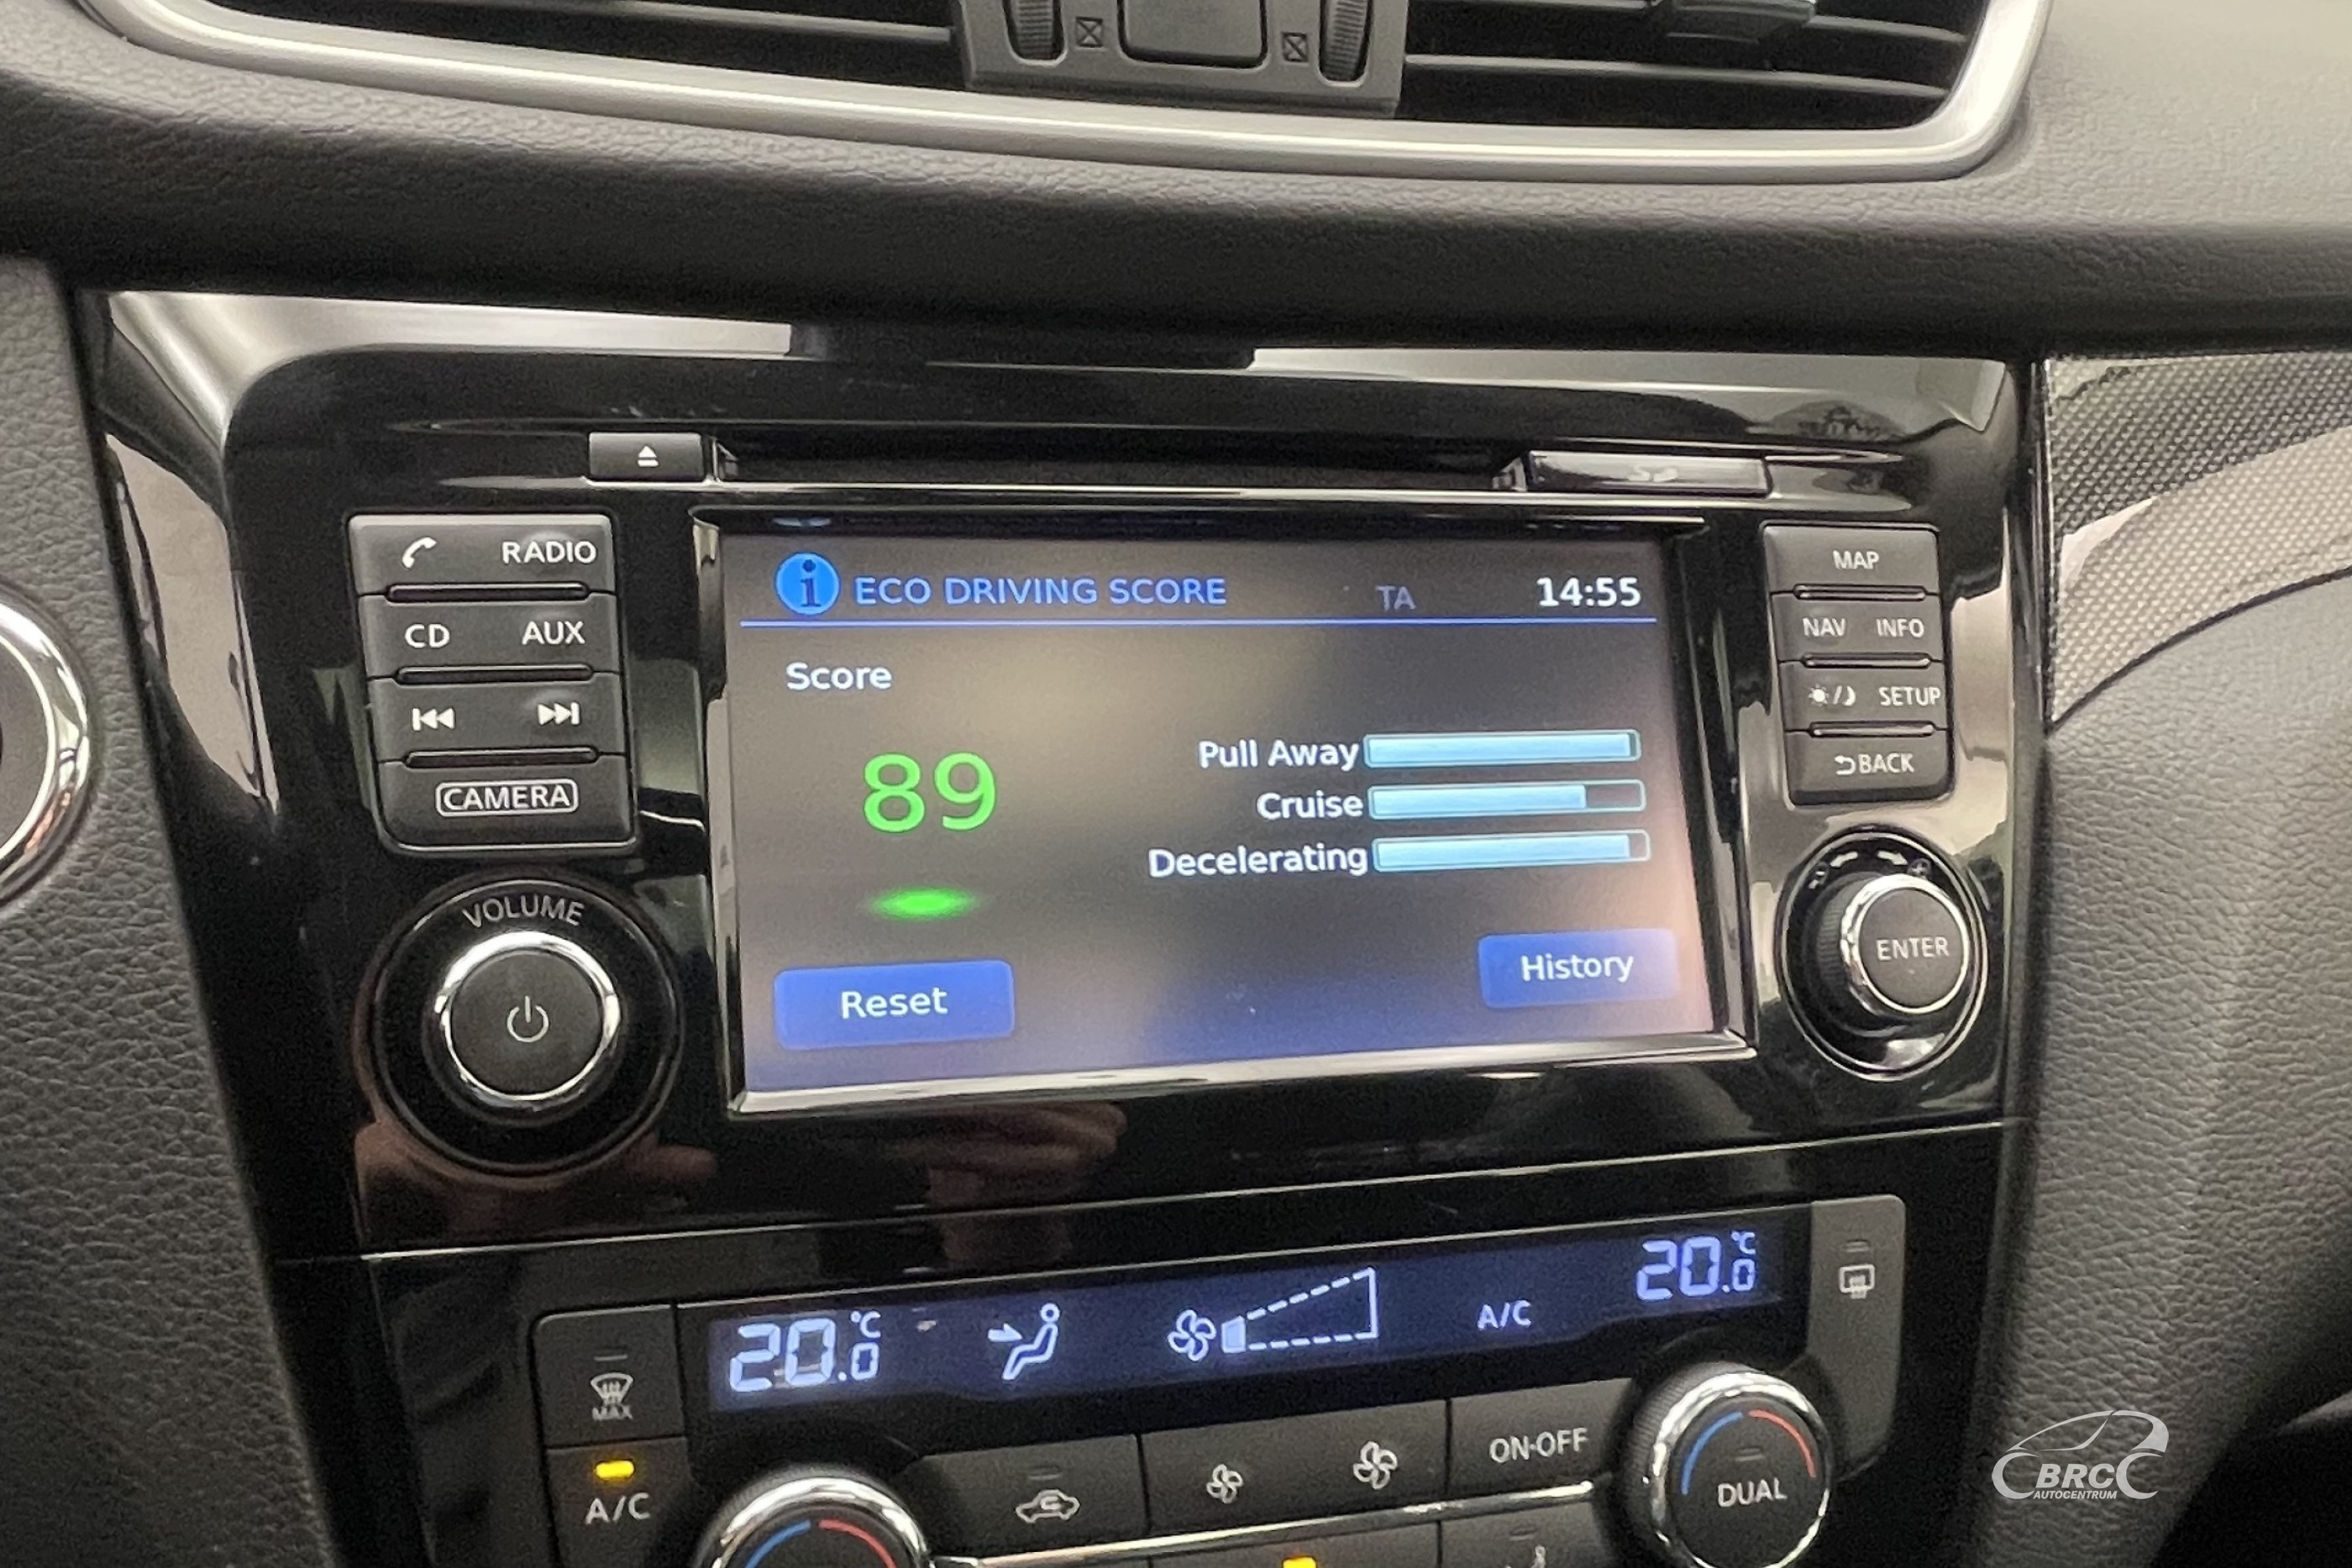 RADIO
CD AUX
CAMERA
VOLUME
ECO DRIVING SCORE TA 14:55
Score
89
Pull Away
Cruise
Decelerating
Reset
History
MAP
NAV INFO
SETUP
BACK
ENTER
20.0 °C
A/C
20.0 °C
MAX
A/C
ON·OFF
DUAL
BRC
AUTOCENTRUM